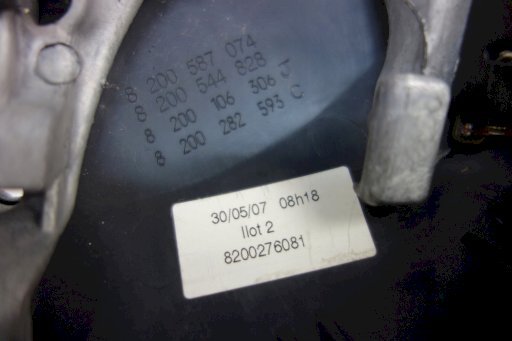 8 200 587 074
8 200 544 828
8 200 106 306 J
8 200 282 593 C
30/05/07 08h18
Ilot 2
8200276081